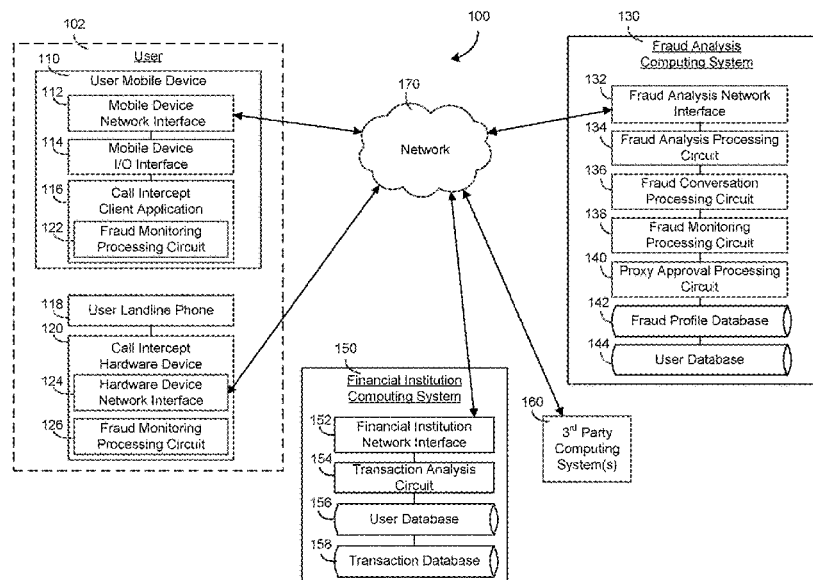 100
102
User
110
User Mobile Device
112
Mobile Device
Network Interface
114
Mobile Device
I/O Interface
116
Call Intercept
Client Application
122
Fraud Monitoring
Processing Circuit
118
User Landline Phone
120
Call Intercept
Hardware Device
124
Hardware Device
Network Interface
126
Fraud Monitoring
Processing Circuit
170
Network
150
Financial Institution
Computing System
152
Financial Institution
Network Interface
154
Transaction Analysis
Circuit
156
User Database
158
Transaction Database
160
3rd Party
Computing
System(s)
130
Fraud Analysis
Computing System
132
Fraud Analysis Network
Interface
134
Fraud Analysis Processing
Circuit
136
Fraud Conversation Processing
Circuit
138
Fraud Monitoring
Processing Circuit
140
Proxy Approval Processing
Circuit
142
Fraud Profile Database
144
User Database